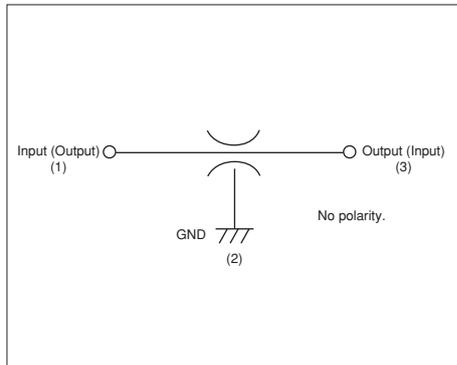 Input (Output)
(1)
Output (Input)
(3)
No polarity.
GND
(2)